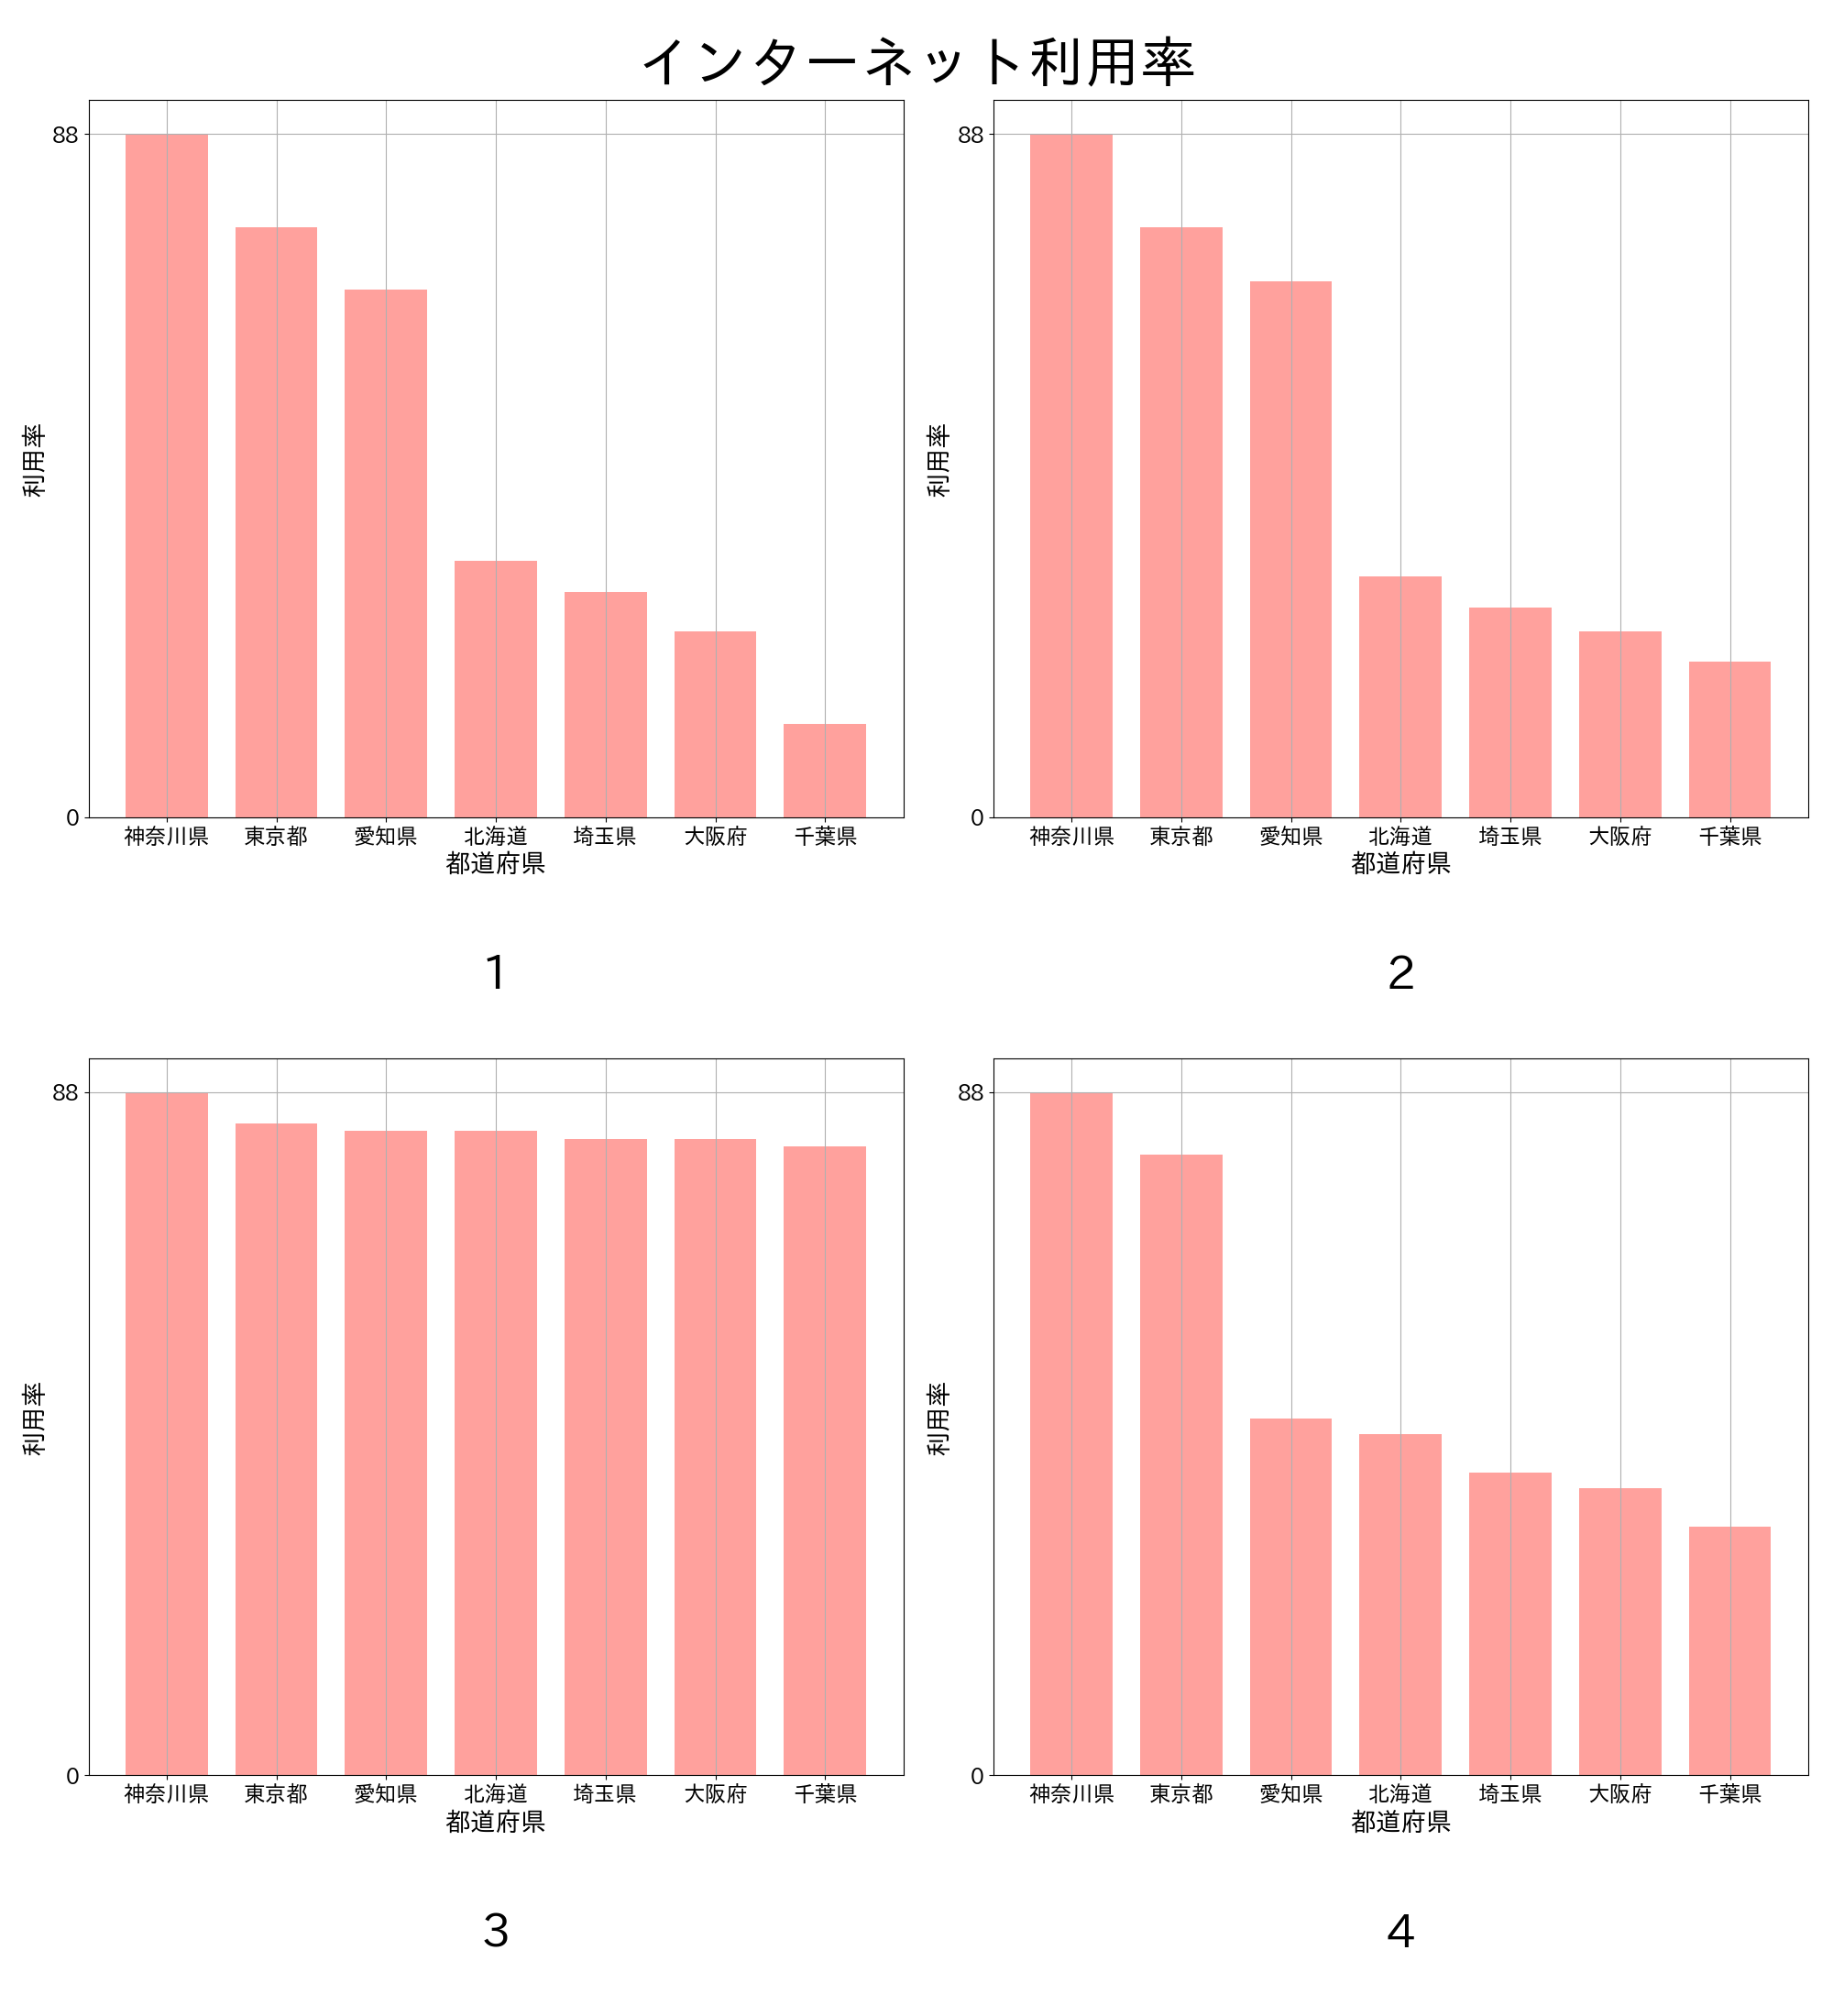 インターネット利用率
88
0
利用率
神奈川県 東京都 愛知県 北海道 埼玉県 大阪府 千葉県
都道府県
1
88
0
利用率
神奈川県 東京都 愛知県 北海道 埼玉県 大阪府 千葉県
都道府県
2
88
0
利用率
神奈川県 東京都 愛知県 北海道 埼玉県 大阪府 千葉県
都道府県
3
88
0
利用率
神奈川県 東京都 愛知県 北海道 埼玉県 大阪府 千葉県
都道府県
4